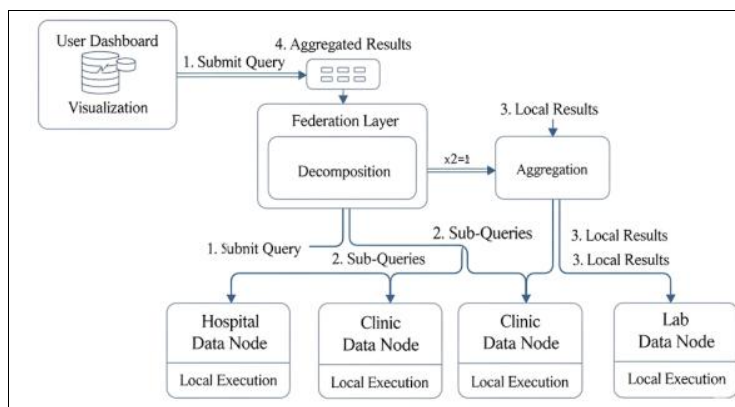 User Dashboard
Visualization
1. Submit Query
4. Aggregated Results
Federation Layer
Decomposition
x2=1
3. Local Results
Aggregation
1. Submit Query
2. Sub-Queries
2. Sub-Queries
3. Local Results
3. Local Results
Hospital
Data Node
Local Execution
Clinic
Data Node
Local Execution
Clinic
Data Node
Local Execution
Lab
Data Node
Local Execution